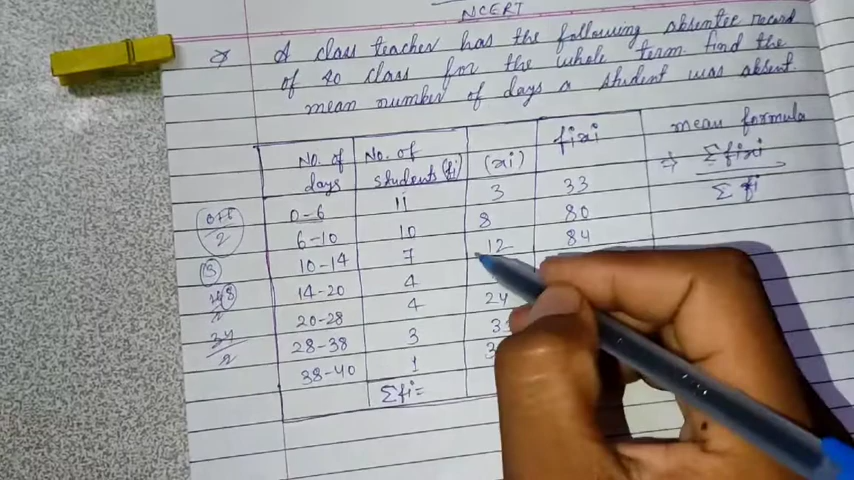 NCERT
A class teacher has the following absentee record
of 40 class for the whole term. find the
mean number of days a student was absent.
No. of days No. of students (fi) (xi) fixi mean formula
⇒ Σfixi / Σfi
0+6 / 2 0-6 11 3 33
6-10 10 8 80
10-14 7 12 84
14-20 4
20-28 4 24
28-38 3
38-40 1
Σfi=